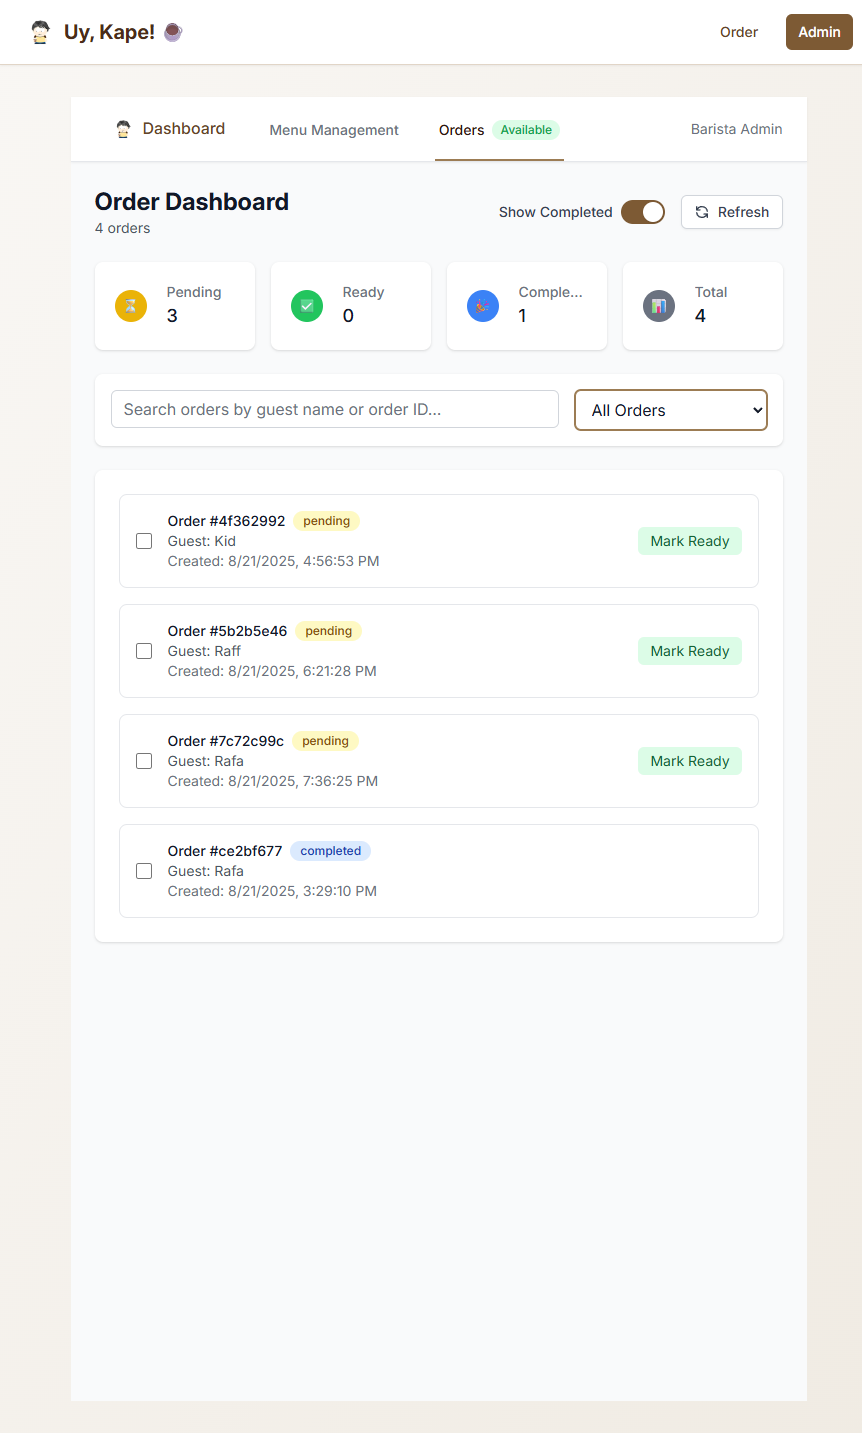 Uy, Kape!
Order
Admin
Dashboard
Menu Management
Orders
Available
Barista Admin
Order Dashboard
4 orders
Show Completed
Refresh
Pending
3
Ready
0
Comple...
1
Total
4
Search orders by guest name or order ID...
All Orders
Order #4f362992 pending
Guest: Kid
Created: 8/21/2025, 4:56:53 PM
Mark Ready
Order #5b2b5e46 pending
Guest: Raff
Created: 8/21/2025, 6:21:28 PM
Mark Ready
Order #7c72c99c pending
Guest: Rafa
Created: 8/21/2025, 7:36:25 PM
Mark Ready
Order #ce2bf677 completed
Guest: Rafa
Created: 8/21/2025, 3:29:10 PM